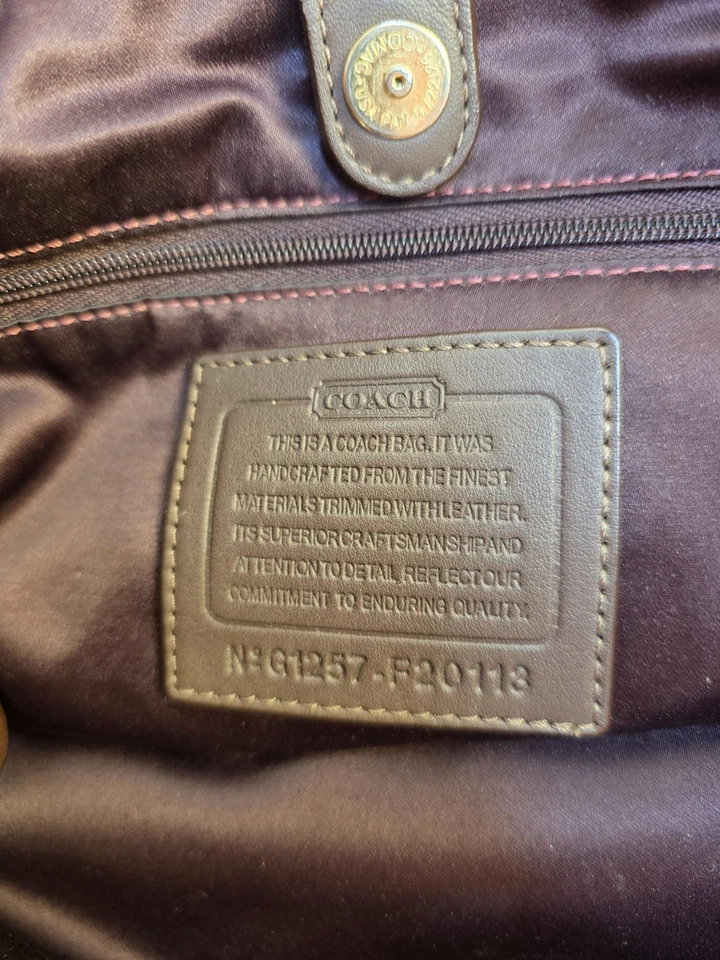 COACH
THIS IS A COACH BAG. IT WAS
HANDCRAFTED FROM THE FINEST
MATERIALS TRIMMED WITH LEATHER.
ITS SUPERIOR CRAFTSMANSHIP AND
ATTENTION TO DETAIL REFLECT OUR
COMMITMENT TO ENDURING QUALITY.
Nº G1257-F20113